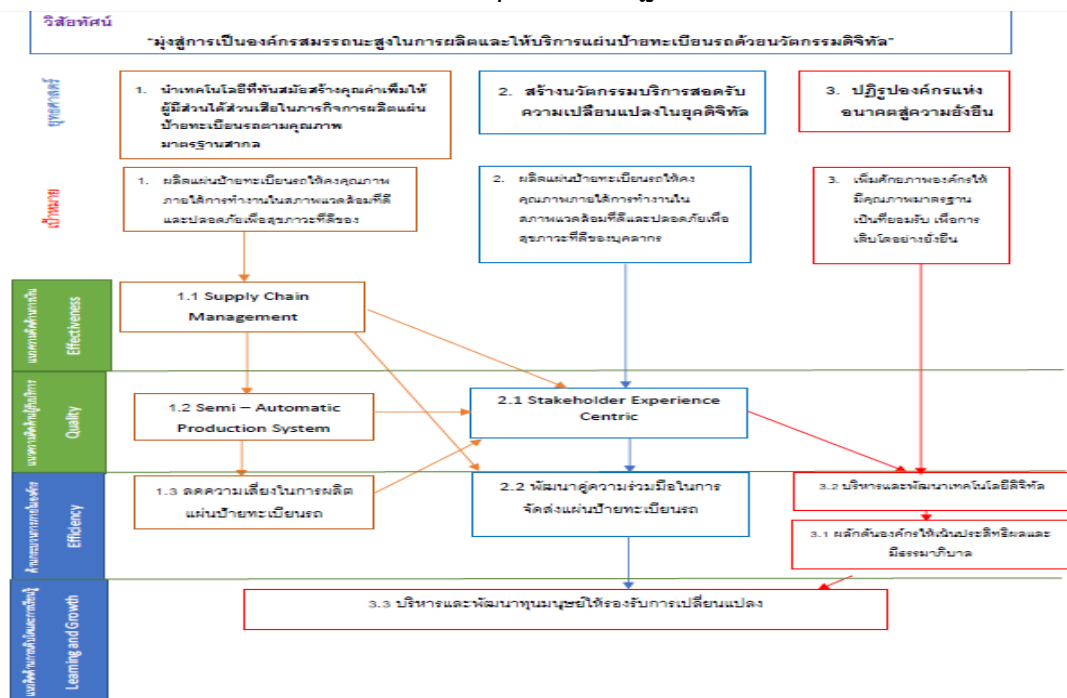 วิสัยทัศน์
"มุ่งสู่การเป็นองค์กรสมรรถนะสูงในการผลิตและให้บริการแผ่นป้ายทะเบียนรถด้วยนวัตกรรมดิจิทัล"
ยุทธศาสตร์
1. นำเทคโนโลยีที่ทันสมัยสร้างคุณค่าเพิ่มให้
ผู้มีส่วนได้ส่วนเสียในภารกิจการผลิตแผ่น
ป้ายทะเบียนรถตามคุณภาพ
มาตรฐานสากล
2. สร้างนวัตกรรมบริการสอดรับ
ความเปลี่ยนแปลงในยุคดิจิทัล
3. ปฏิรูปองค์กรแห่ง
อนาคตสู่ความยั่งยืน
เป้าหมาย
1. ผลิตแผ่นป้ายทะเบียนรถให้คงคุณภาพ
ภายใต้การทำงานในสภาพแวดล้อมที่ดี
และปลอดภัยเพื่อสุขภาวะที่ดีของ
2. ผลิตแผ่นป้ายทะเบียนรถให้คง
คุณภาพภายใต้การทำงานใน
สภาพแวดล้อมที่ดีและปลอดภัยเพื่อ
สุขภาวะที่ดีของบุคลากร
3. เพิ่มศักยภาพองค์กรให้
มีคุณภาพมาตรฐาน
เป็นที่ยอมรับ เพื่อการ
เติบโตอย่างยั่งยืน
Effectiveness
1.1 Supply Chain
Management
Quality
1.2 Semi – Automatic
Production System
2.1 Stakeholder Experience
Centric
Efficiency
1.3 ลดความเสี่ยงในการผลิต
แผ่นป้ายทะเบียนรถ
2.2 พัฒนาคู่ความร่วมมือในการ
จัดส่งแผ่นป้ายทะเบียนรถ
3.2 บริหารและพัฒนาเทคโนโลยีดิจิทัล
3.1 ผลักดันองค์กรให้เน้นประสิทธิผลและ
มีธรรมาภิบาล
แนวคิดด้านการเติบโตและการเรียนรู้
Learning and Growth
3.3 บริหารและพัฒนาทุนมนุษย์ให้รองรับการเปลี่ยนแปลง